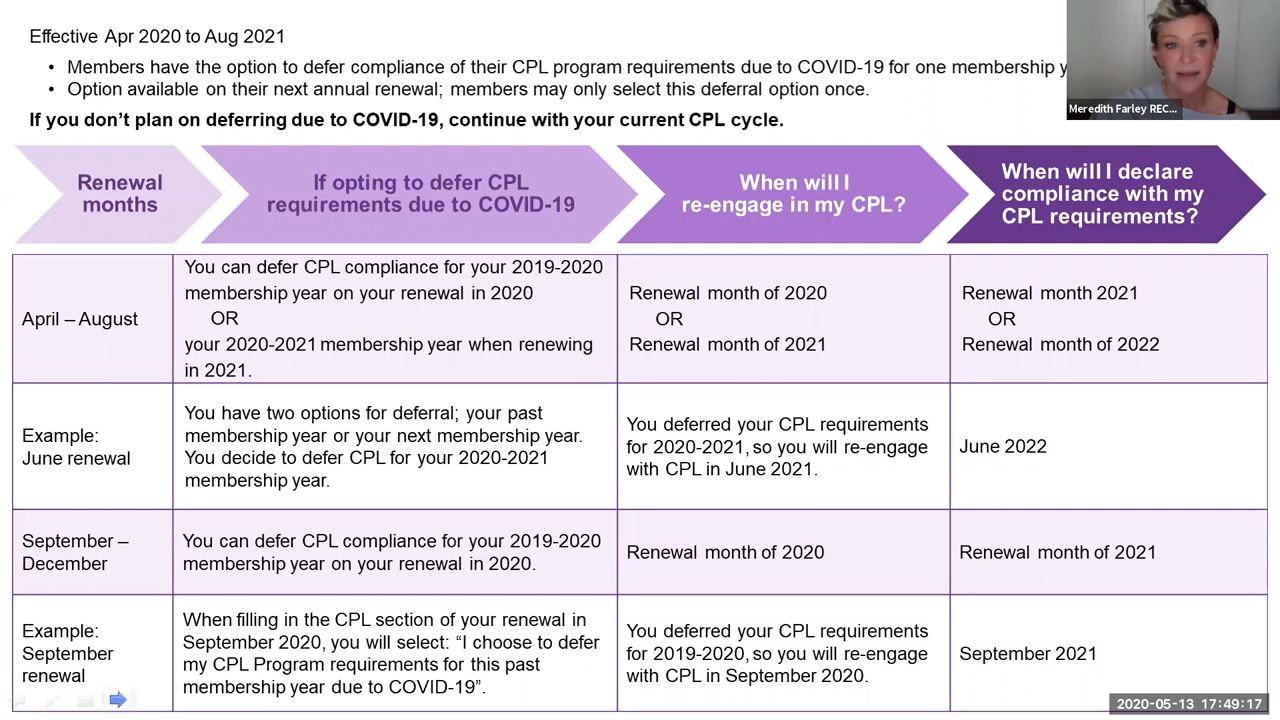 Effective Apr 2020 to Aug 2021
• Members have the option to defer compliance of their CPL program requirements due to COVID-19 for one membership
• Option available on their next annual renewal; members may only select this deferral option once.
If you don't plan on deferring due to COVID-19, continue with your current CPL cycle.
Meredith Farley REC...
Renewal
months
If opting to defer CPL
requirements due to COVID-19
When will I
re-engage in my CPL?
When will I declare
compliance with my
CPL requirements?
April – August
You can defer CPL compliance for your 2019-2020
membership year on your renewal in 2020
OR
your 2020-2021 membership year when renewing
in 2021.
Renewal month of 2020
OR
Renewal month of 2021
Renewal month 2021
OR
Renewal month of 2022
Example:
June renewal
You have two options for deferral; your past
membership year or your next membership year.
You decide to defer CPL for your 2020-2021
membership year.
You deferred your CPL requirements
for 2020-2021, so you will re-engage
with CPL in June 2021.
June 2022
September –
December
You can defer CPL compliance for your 2019-2020
membership year on your renewal in 2020.
Renewal month of 2020
Renewal month of 2021
Example:
September
renewal
When filling in the CPL section of your renewal in
September 2020, you will select: “I choose to defer
my CPL Program requirements for this past
membership year due to COVID-19”.
You deferred your CPL requirements
for 2019-2020, so you will re-engage
with CPL in September 2020.
September 2021
2020-05-13 17:49:17